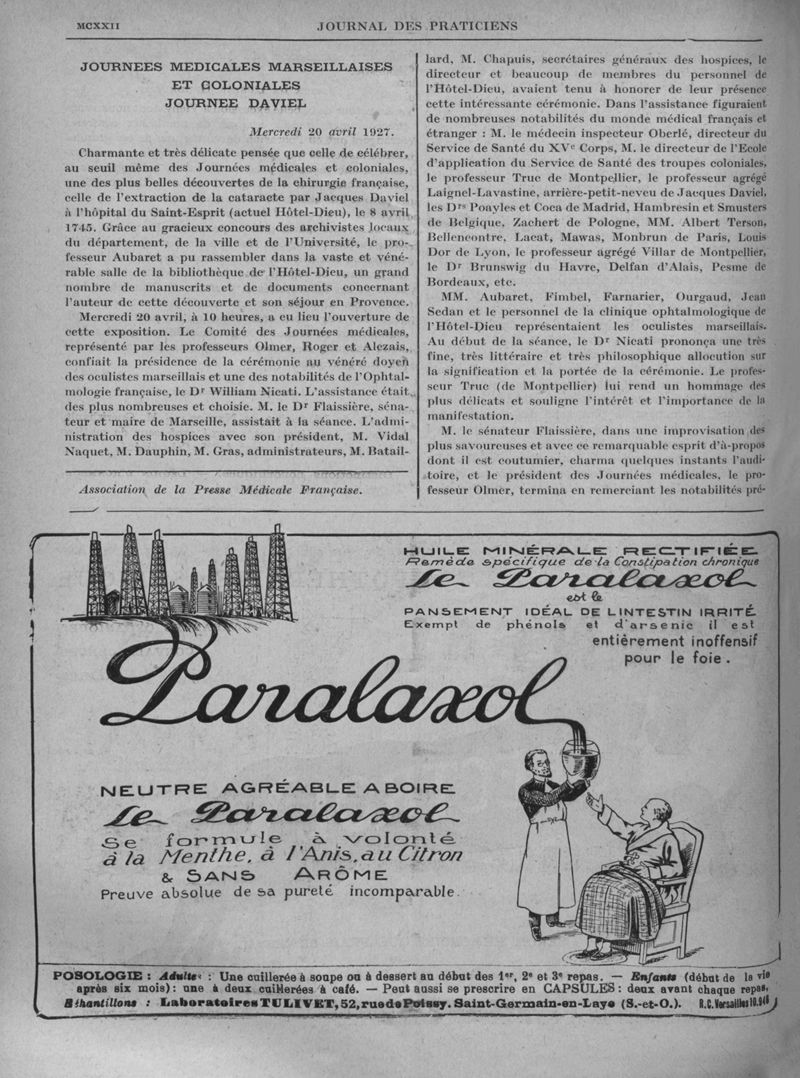 MCXXII
JOURNAL DES PRATICIENS
JOURNEES MEDICALES MARSEILLAISES
ET COLONIALES
JOURNEE DAVIEL
Mercredi 20 avril 1927.
Charmante et très délicate pensée que celle de célébrer,
au seuil même des Journées médicales et coloniales,
une des plus belles découvertes de la chirurgie française,
celle de l'extraction de la cataracte par Jacques Daviel
à l'hôpital du Saint-Esprit (actuel Hôtel-Dieu), le 8 avril
1745. Grâce au gracieux concours des archivistes locaux
du département, de la ville et de l'Université, le pro-
fesseur Aubaret a pu rassembler dans la vaste et véné-
rable salle de la bibliothèque de l'Hôtel-Dieu, un grand
nombre de manuscrits et de documents concernant
l'auteur de cette découverte et son séjour en Provence.
Mercredi 20 avril, à 10 heures, a eu lieu l'ouverture de
cette exposition. Le Comité des Journées médicales,
représenté par les professeurs Olmer, Roger et Alezais,
confiait la présidence de la cérémonie au vénéré doyen
des oculistes marseillais et une des notabilités de l'Ophtal-
mologie française, le Dr William Nicati. L'assistance était
des plus nombreuses et choisie. M. le Dr Flaissière, séna-
teur et maire de Marseille, assistait à la séance. L'admi-
nistration des hospices avec son président, M. Vidal
Naquet, M. Dauphin, M. Gras, administrateurs, M. Batail-
Association de la Presse Médicale Française.
lard, M. Chapuis, secrétaires généraux des hospices, le
directeur et beaucoup de membres du personnel de
l'Hôtel-Dieu, avaient tenu à honorer de leur présence
cette intéressante cérémonie. Dans l'assistance figuraient
de nombreuses notabilités du monde médical français et
étranger : M. le médecin inspecteur Oberlé, directeur du
Service de Santé du XVe Corps, M. le directeur de l'Ecole
d'application du Service de Santé des troupes coloniales,
le professeur Truc de Montpellier, le professeur agrégé
Laignel-Lavastine, arrière-petit-neveu de Jacques Daviel,
les Drs Poayles et Coca de Madrid, Hambresin et Smusters
de Belgique, Zachert de Pologne, MM. Albert Terson,
Bellencontre, Lacat, Mawas, Monbrun de Paris, Louis
Dor de Lyon, le professeur agrégé Villar de Montpellier,
le Dr Brunswig du Havre, Delfan d'Alais, Pesme de
Bordeaux, etc.
MM. Aubaret, Fimbel, Farnarier, Ourgaud, Jean
Sedan et le personnel de la clinique ophtalmologique de
l'Hôtel-Dieu représentaient les oculistes marseillais.
Au début de la séance, le Dr Nicati prononça une très
fine, très littéraire et très philosophique allocution sur
la signification et la portée de la cérémonie. Le profes-
seur Truc (de Montpellier) lui rend un hommage des
plus délicats et souligne l'intérêt et l'importance de la
manifestation.
M. le sénateur Flaissière, dans une improvisation des
plus savoureuses et avec ce remarquable esprit d'à-propos
dont il est coutumier, charma quelques instants l'audi-
toire, et le président des Journées médicales, le pro-
fesseur Olmer, termina en remerciant les notabilités pré-
HUILE MINÉRALE RECTIFIÉE
Remède spécifique de la Constipation chronique
Le Paralaxol
est le
PANSEMENT IDÉAL DE L'INTESTIN IRRITÉ
Exempt de phénols et d'arsenic il est
entièrement inoffensif
pour le foie.
Paralaxol
NEUTRE AGRÉABLE A BOIRE
Le Paralaxol
Se formule à volonté
à la Menthe, à l'Anis, au Citron
& SANS ARÔME
Preuve absolue de sa pureté incomparable.
POSOLOGIE : Adultes : Une cuillerée à soupe ou à dessert au début des 1er, 2e et 3e repas. — Enfants (début de la vie
après six mois) : une à deux cuillerées à café. — Peut aussi se prescrire en CAPSULES : deux avant chaque repas.
Échantillons : Laboratoires TULIVET, 52, rue de Poissy. Saint-Germain-en-Laye (S.-et-O.). R.C. Versailles 10.946